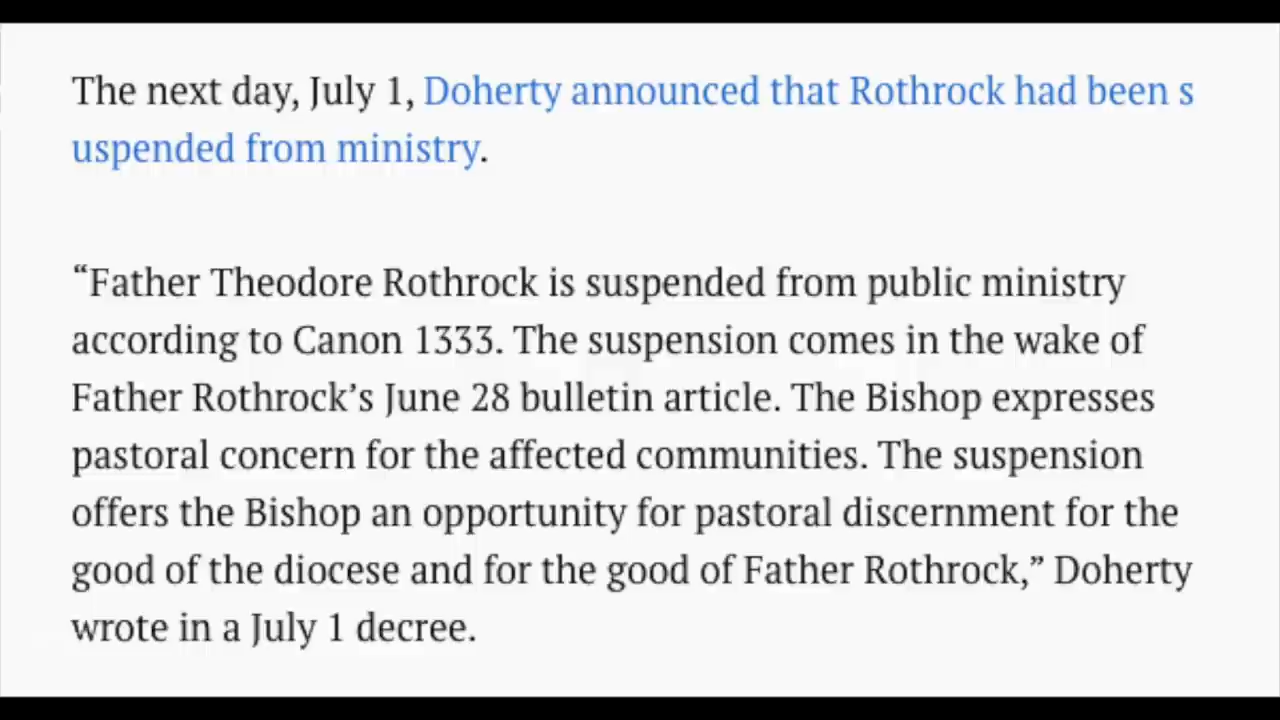 The next day, July 1, Doherty announced that Rothrock had been s
uspended from ministry.
“Father Theodore Rothrock is suspended from public ministry
according to Canon 1333. The suspension comes in the wake of
Father Rothrock’s June 28 bulletin article. The Bishop expresses
pastoral concern for the affected communities. The suspension
offers the Bishop an opportunity for pastoral discernment for the
good of the diocese and for the good of Father Rothrock,” Doherty
wrote in a July 1 decree.